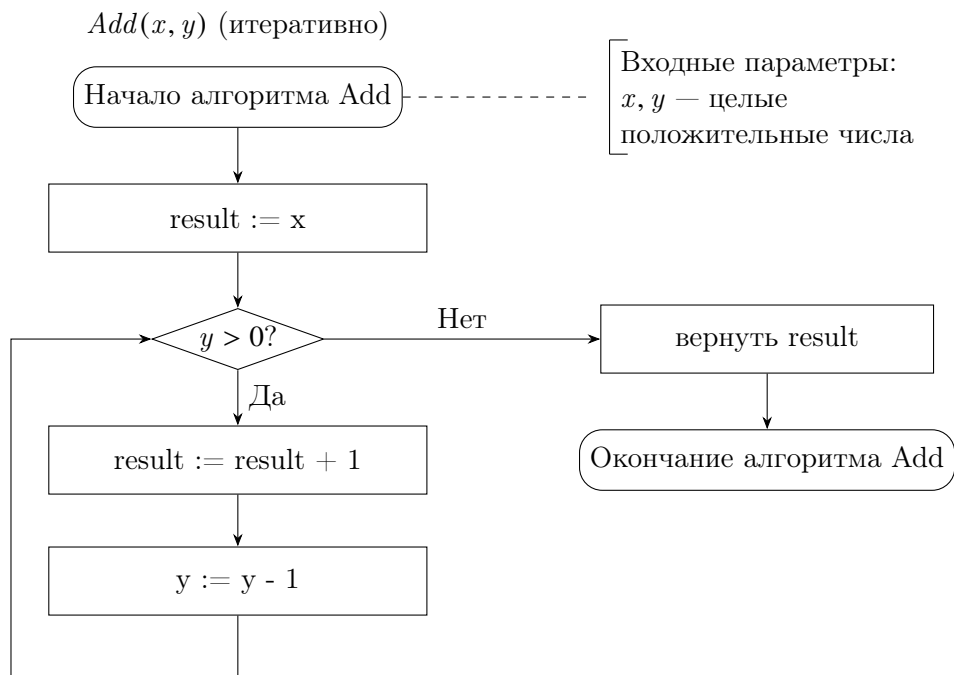 Add(x, y) (итеративно)
Начало алгоритма Add
Входные параметры:
x, y — целые
положительные числа
result := x
y > 0?
Нет
вернуть result
Да
result := result + 1
Окончание алгоритма Add
y := y - 1